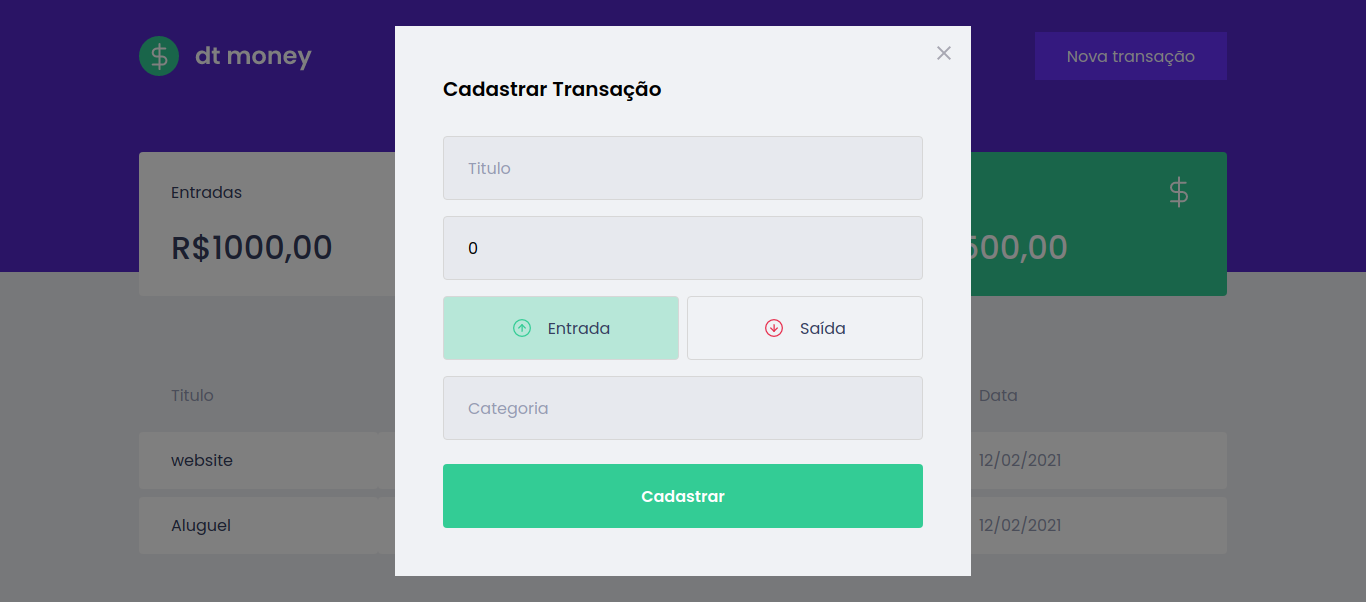 dt money
Nova transação
Cadastrar Transação
Titulo
0
Entrada
Saída
Categoria
Cadastrar
Entradas
R$1000,00
500,00
Titulo
Data
website
12/02/2021
Aluguel
12/02/2021